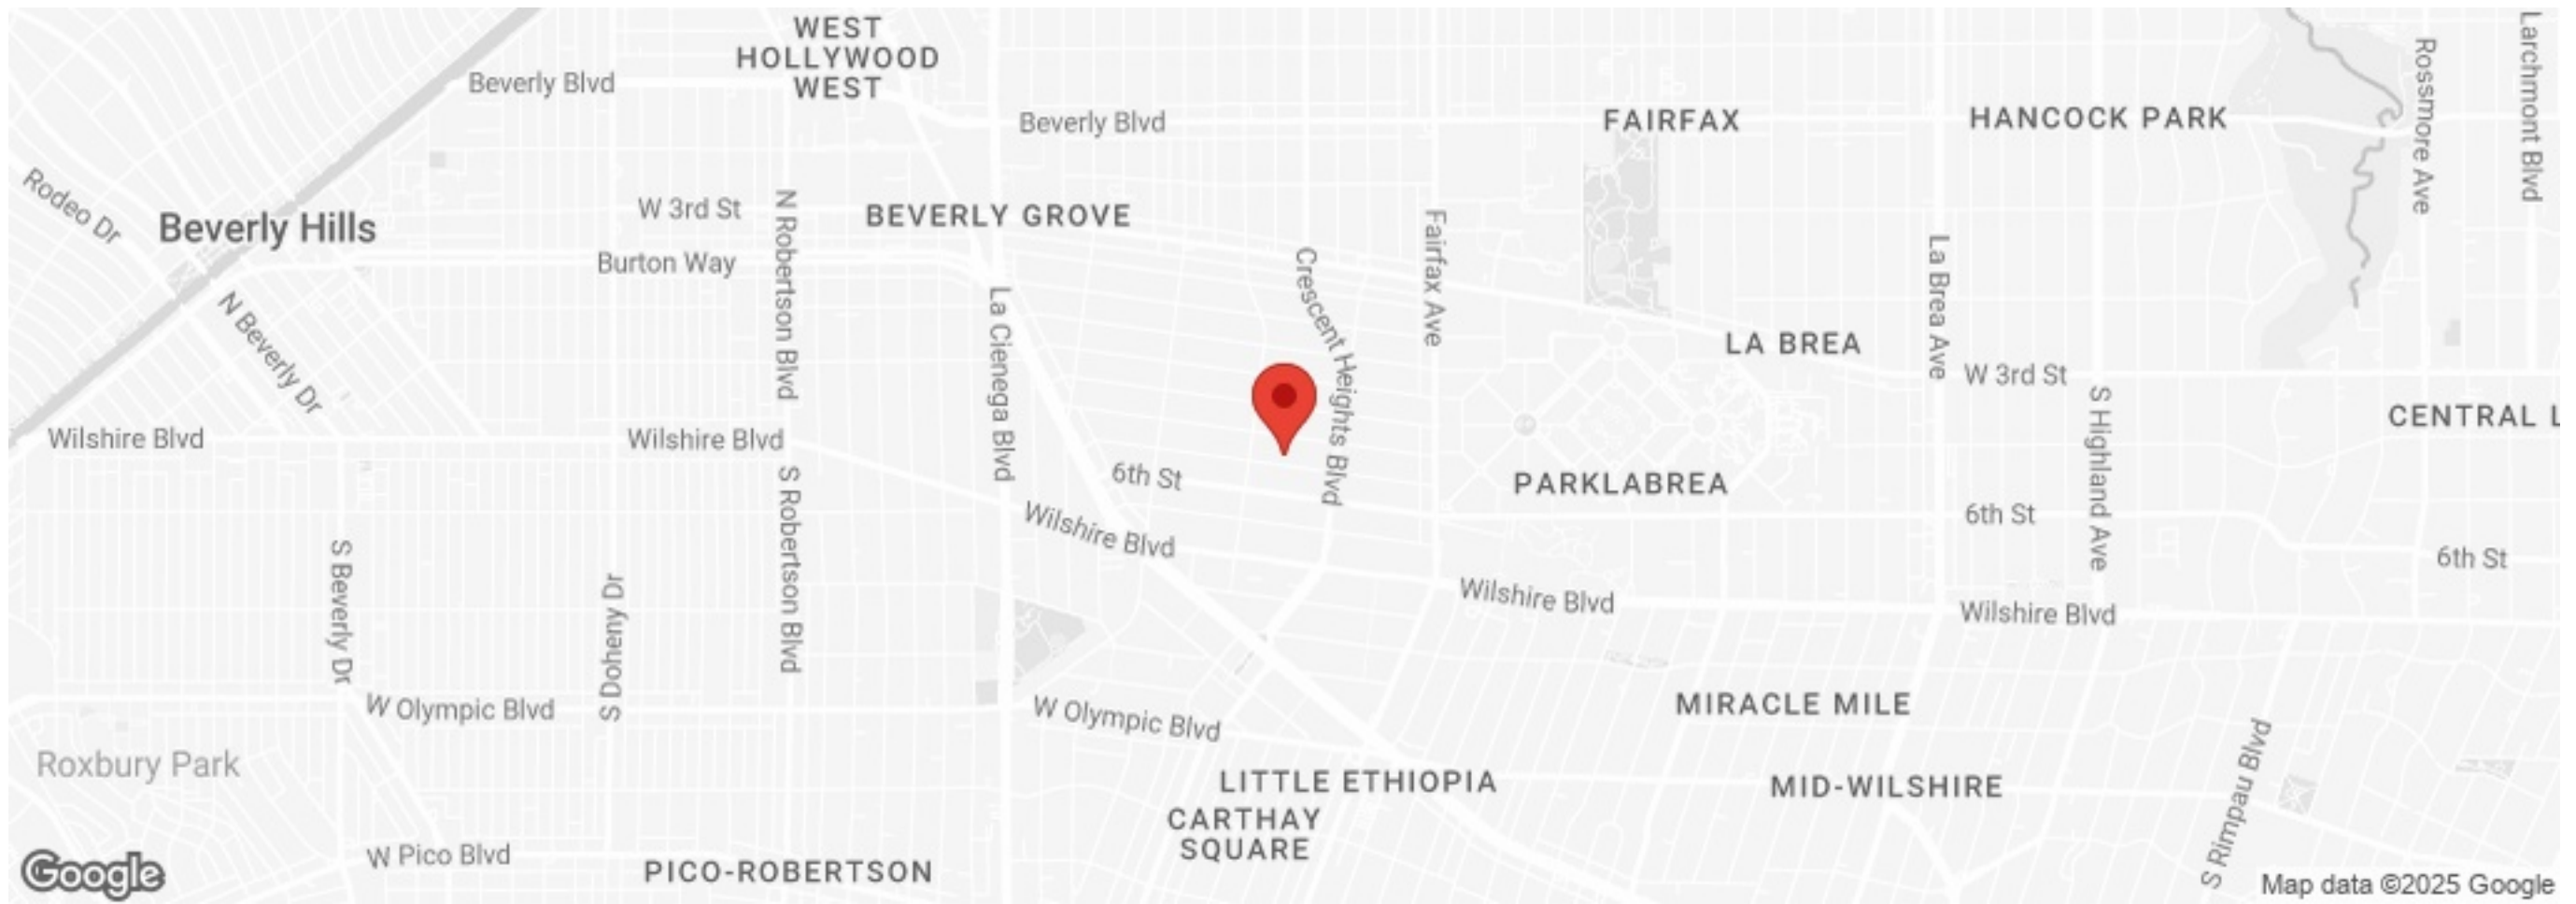 WEST
HOLLYWOOD
WEST
Beverly Blvd
Beverly Blvd
FAIRFAX
HANCOCK PARK
Rossmore Ave
Larchmont Blvd
Rodeo Dr
Beverly Hills
W 3rd St
N Robertson Blvd
BEVERLY GROVE
Burton Way
Crescent Heights Blvd
Fairfax Ave
La Brea Ave
N Beverly Dr
La Cienega Blvd
LA BREA
W 3rd St
S Highland Ave
CENTRAL L
Wilshire Blvd
Wilshire Blvd
6th St
PARKLABREA
S Robertson Blvd
Wilshire Blvd
6th St
6th St
S Beverly Dr
S Doheny Dr
Wilshire Blvd
Wilshire Blvd
W Olympic Blvd
W Olympic Blvd
MIRACLE MILE
Roxbury Park
LITTLE ETHIOPIA
MID-WILSHIRE
S Rimpau Blvd
CARTHAY
SQUARE
W Pico Blvd
PICO-ROBERTSON
Google
Map data ©2025 Google